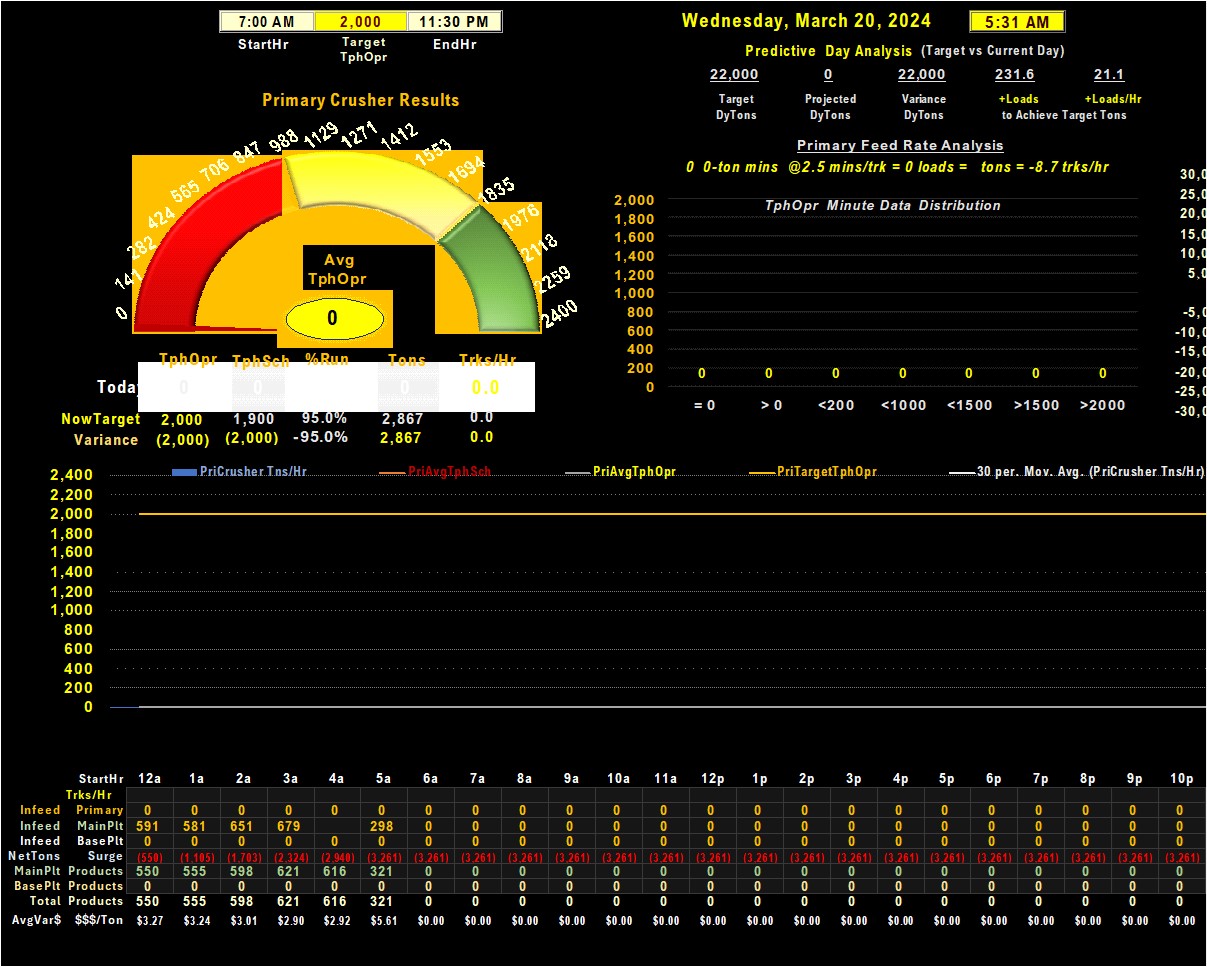 7:00 AM 2,000 11:30 PM
StartHr Target TphOpr EndHr
Wednesday, March 20, 2024 5:31 AM
Predictive Day Analysis (Target vs Current Day)
22,000 0 22,000 231.6 21.1
Target Projected Variance +Loads +Loads/Hr
DyTons DyTons DyTons to Achieve Target Tons
Primary Crusher Results
0 141 282 424 565 706 847 988 1129 1271 1412 1553 1694 1835 1976 2118 2259 2400
Avg
TphOpr
0
Primary Feed Rate Analysis
0 0-ton mins @2.5 mins/trk = 0 loads = tons = -8.7 trks/hr
TphOpr Minute Data Distribution
2,000
1,800
1,600
1,400
1,200
1,000
800
600
400
200
0
0 0 0 0 0 0 0
= 0 > 0 <200 <1000 <1500 >1500 >2000
30,0
25,0
20,0
15,0
10,0
5,0
-5,0
-10,0
-15,0
-20,0
-25,0
-30,0
TphOpr TphSch %Run Tons Trks/Hr
Today 0 0 0 0.0
NowTarget 2,000 1,900 95.0% 2,867 0.0
Variance (2,000) (2,000) -95.0% 2,867 0.0
PriCrusher Tns/Hr PriAvgTphSch PriAvgTphOpr PriTargetTphOpr 30 per. Mov. Avg. (PriCrusher Tns/Hr)
2,400
2,200
2,000
1,800
1,600
1,400
1,200
1,000
800
600
400
200
0
StartHr 12a 1a 2a 3a 4a 5a 6a 7a 8a 9a 10a 11a 12p 1p 2p 3p 4p 5p 6p 7p 8p 9p 10p
Trks/Hr
Infeed Primary 0 0 0 0 0 0 0 0 0 0 0 0 0 0 0 0 0 0 0 0 0 0 0
Infeed MainPlt 591 581 651 679 298 0 0 0 0 0 0 0 0 0 0 0 0 0 0 0 0 0
Infeed BasePlt 0 0 0 0 0 0 0 0 0 0 0 0 0 0 0 0 0 0 0 0 0 0 0
NetTons Surge (550) (1,105) (1,703) (2,324) (2,940) (3,261) (3,261) (3,261) (3,261) (3,261) (3,261) (3,261) (3,261) (3,261) (3,261) (3,261) (3,261) (3,261) (3,261) (3,261) (3,261) (3,261) (3,261)
MainPlt Products 550 555 598 621 616 321 0 0 0 0 0 0 0 0 0 0 0 0 0 0 0 0 0
BasePlt Products 0 0 0 0 0 0 0 0 0 0 0 0 0 0 0 0 0 0 0 0 0 0 0
Total Products 550 555 598 621 616 321 0 0 0 0 0 0 0 0 0 0 0 0 0 0 0 0 0
AvgVar$ $$$/Ton $3.27 $3.24 $3.01 $2.90 $2.92 $5.61 $0.00 $0.00 $0.00 $0.00 $0.00 $0.00 $0.00 $0.00 $0.00 $0.00 $0.00 $0.00 $0.00 $0.00 $0.00 $0.00 $0.00